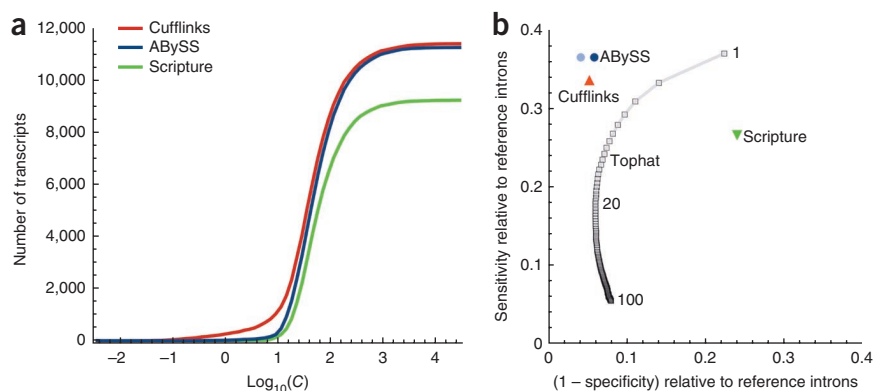 a
12,000
10,000
8,000
6,000
4,000
2,000
0
Number of transcripts
Cufflinks
ABySS
Scripture
–2
–1
0
1
2
3
4
Log10(C)
b
0.4
0.3
0.2
0.1
0
Sensitivity relative to reference introns
ABySS
Cufflinks
1
Scripture
Tophat
20
100
0
0.1
0.2
0.3
0.4
(1 – specificity) relative to reference introns